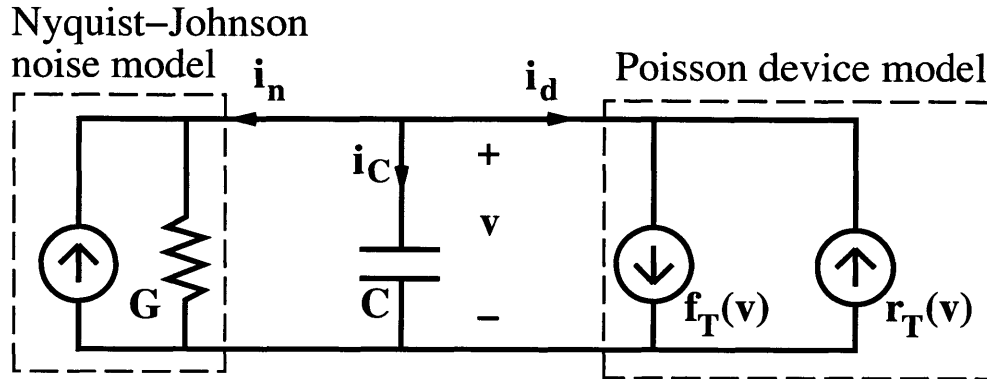 Nyquist–Johnson
noise model
Poisson device model
i_n
i_d
i_C
+
v
–
G
C
f_T(v)
r_T(v)